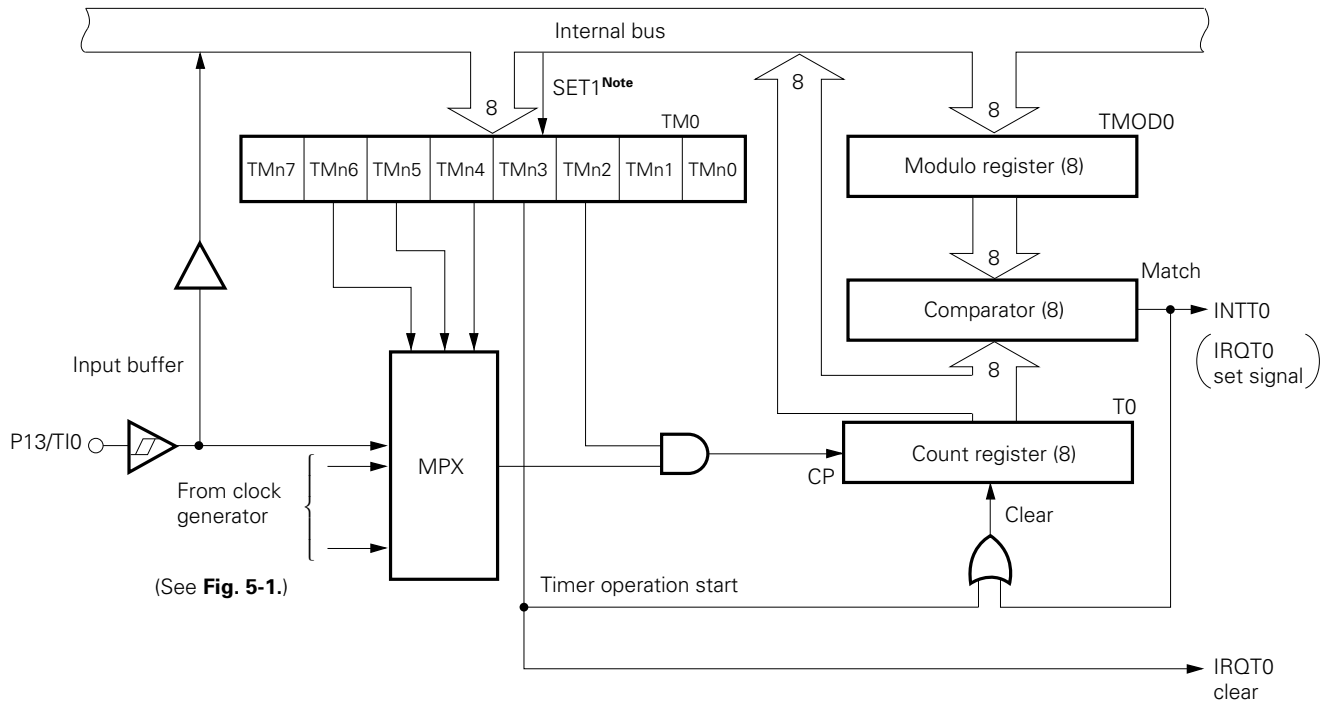 Internal bus
8
SET1Note
8
8
TM0
TMOD0
TMn7 TMn6 TMn5 TMn4 TMn3 TMn2 TMn1 TMn0
Modulo register (8)
8
Match
Comparator (8)
INTT0
(IRQT0
set signal)
8
Input buffer
T0
P13/TI0
MPX
Count register (8)
CP
From clock
generator
Clear
(See Fig. 5-1.)
Timer operation start
IRQT0
clear